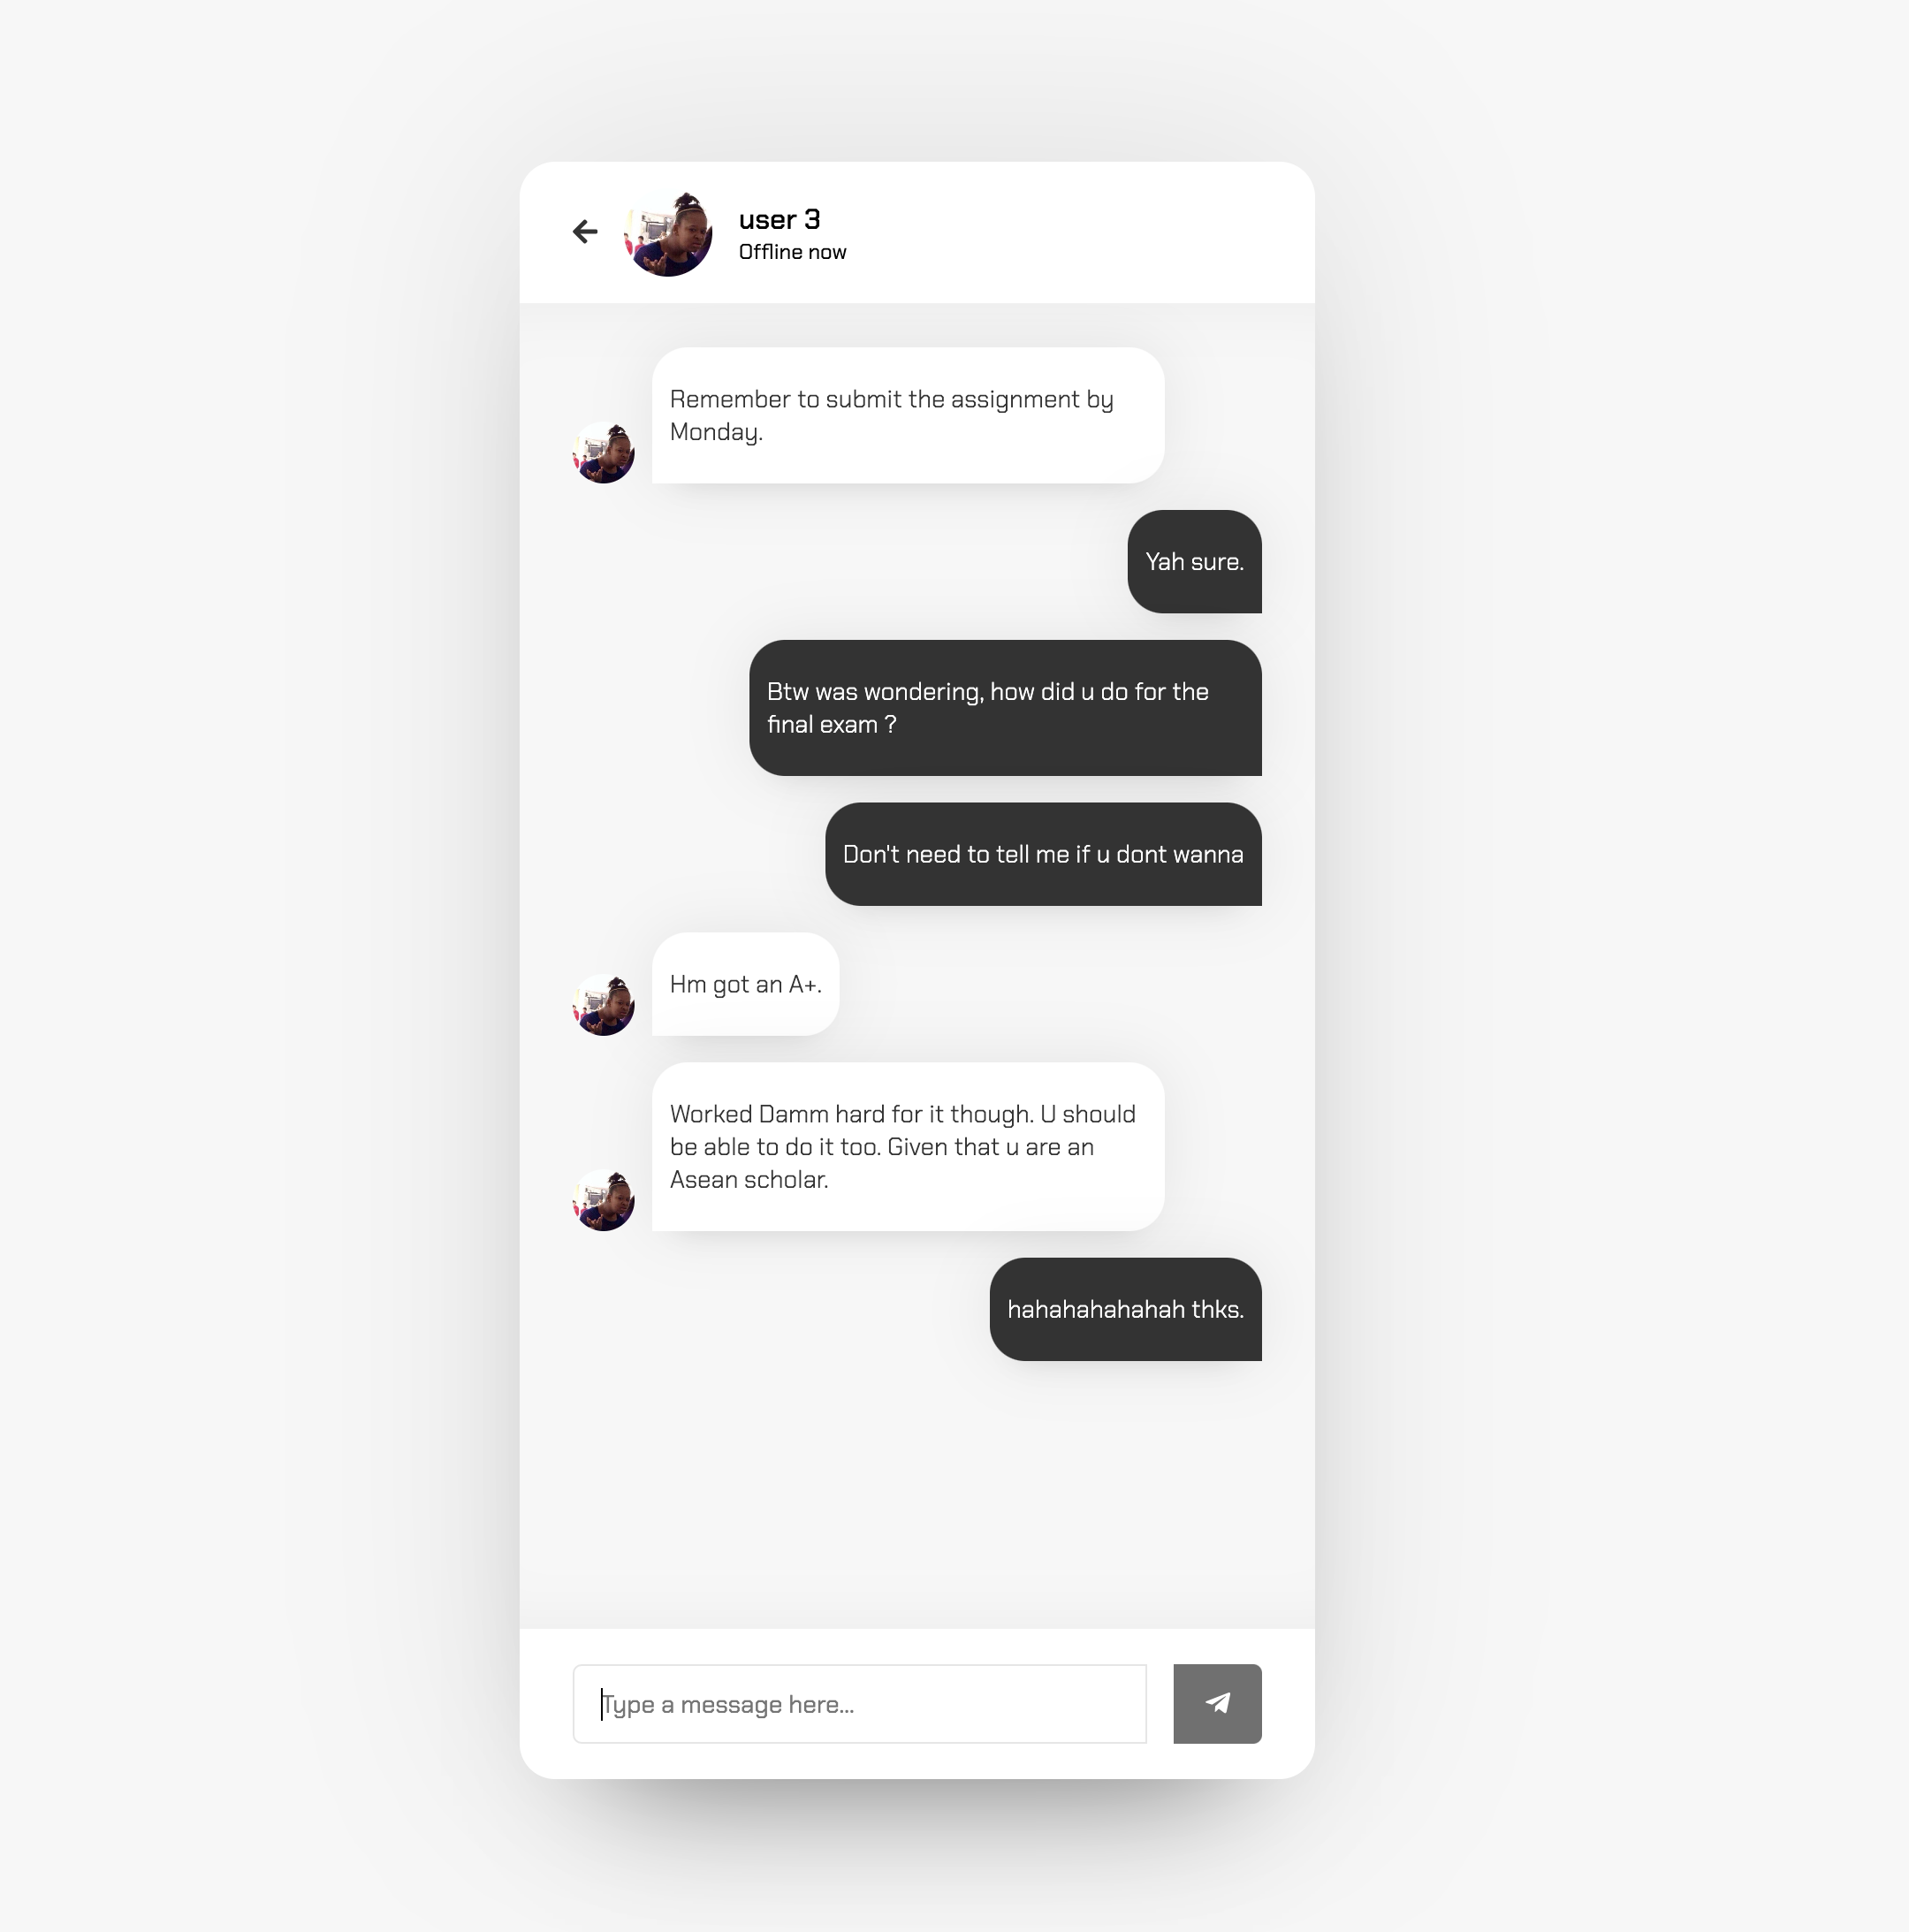 user 3
Offline now
Remember to submit the assignment by
Monday.
Yah sure.
Btw was wondering, how did u do for the
final exam ?
Don't need to tell me if u dont wanna
Hm got an A+.
Worked Damm hard for it though. U should
be able to do it too. Given that u are an
Asean scholar.
hahahahahahah thks.
Type a message here...